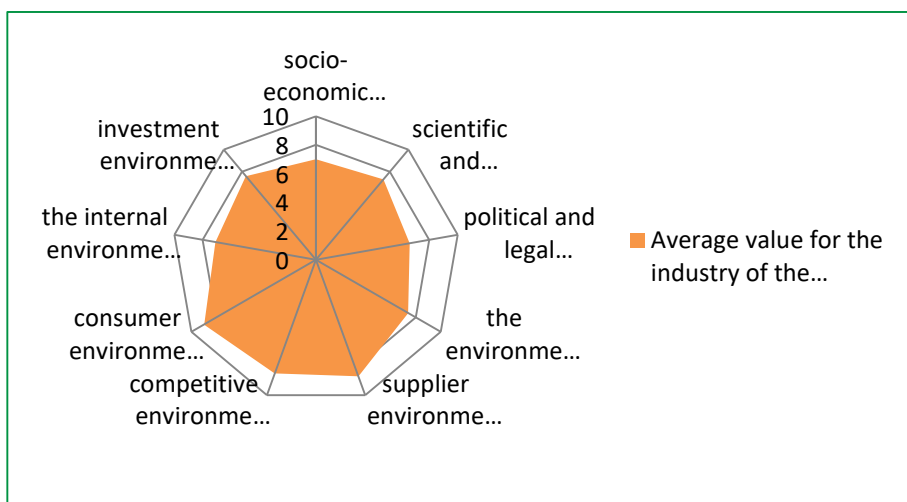 socio-
economic…
scientific
and…
political and
legal…
the
environme…
supplier
environme…
competitive
environme…
consumer
environme…
the internal
environme…
investment
environme…
10
8
6
4
2
0
Average value for the
industry of the…